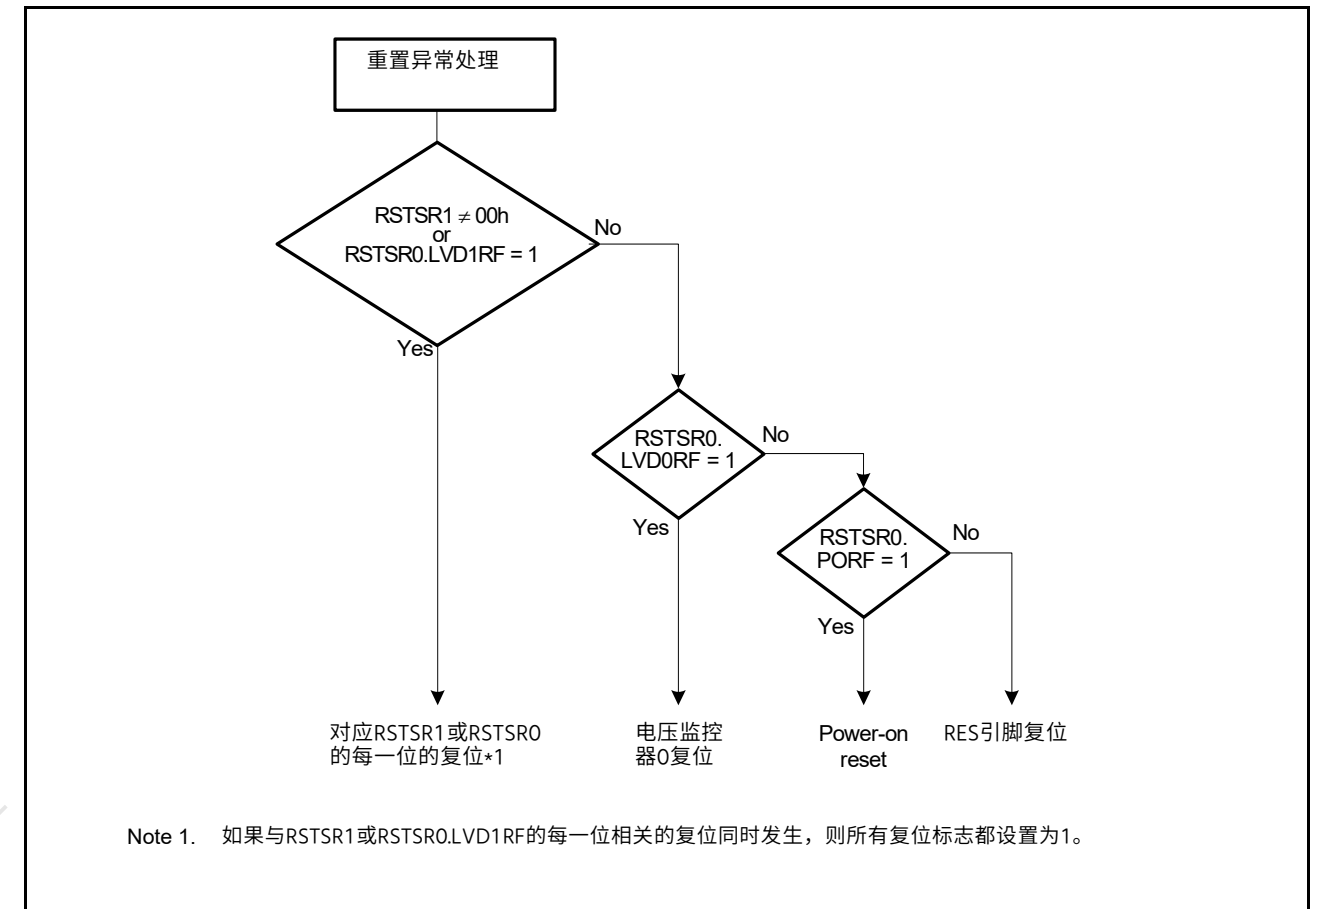 重置异常处理
RSTSR1 ≠ 00h
or
RSTSR0.LVD1RF = 1
No
Yes
RSTSR0.
LVD0RF = 1
No
Yes
RSTSR0.
PORF = 1
No
Yes
对应RSTSR1或RSTSR0
的每一位的复位*1
电压监控
器0复位
Power-on
reset
RES引脚复位
Note 1. 如果与RSTSR1或RSTSR0.LVD1RF的每一位相关的复位同时发生，则所有复位标志都设置为1。